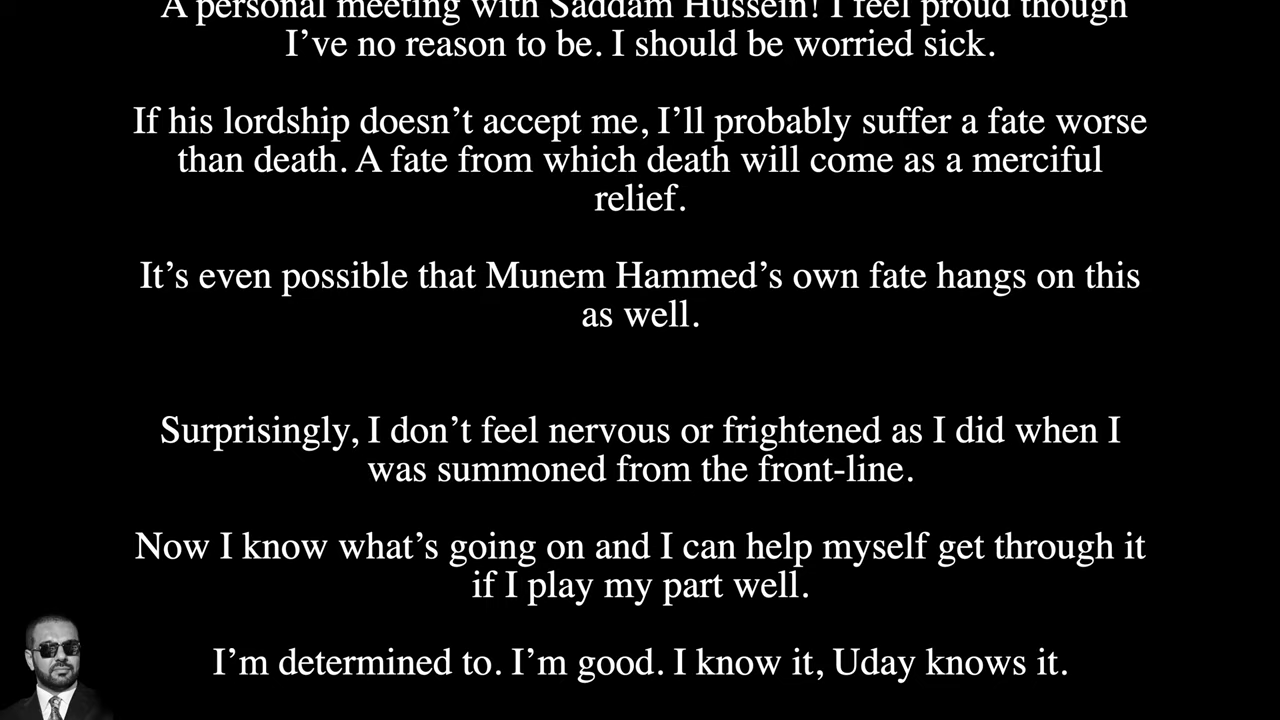 A personal meeting with Saddam Hussein! I feel proud though
I’ve no reason to be. I should be worried sick.
If his lordship doesn’t accept me, I’ll probably suffer a fate worse
than death. A fate from which death will come as a merciful
relief.
It’s even possible that Munem Hammed’s own fate hangs on this
as well.
Surprisingly, I don’t feel nervous or frightened as I did when I
was summoned from the front-line.
Now I know what’s going on and I can help myself get through it
if I play my part well.
I’m determined to. I’m good. I know it, Uday knows it.